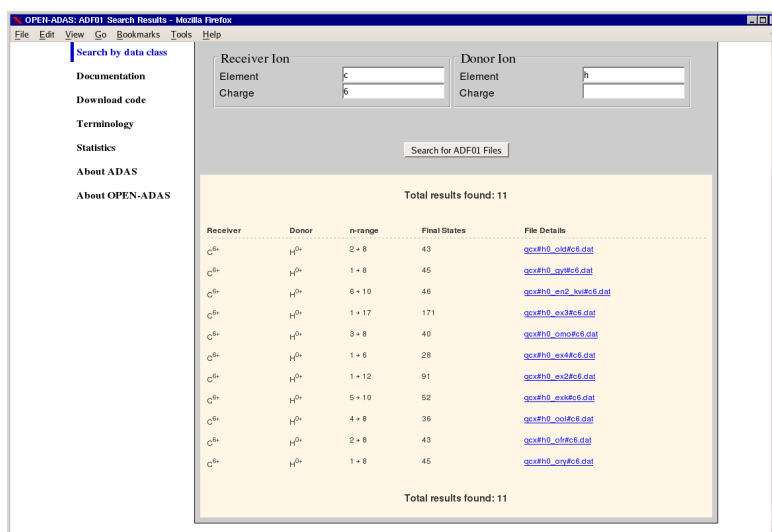 OPEN-ADAS: ADF01 Search Results - Mozilla Firefox
File Edit View Go Bookmarks Tools Help
Search by data class
Documentation
Download code
Terminology
Statistics
About ADAS
About OPEN-ADAS
Receiver Ion
Element c
Charge 6
Donor Ion
Element h
Charge
Search for ADF01 Files
Total results found: 11
Receiver Donor n-range Final States File Details
C6+ H0+ 2 → 8 43 qcx#h0_old#c6.dat
C6+ H0+ 1 → 8 45 qcx#h0_gyt#c6.dat
C6+ H0+ 6 → 10 46 qcx#h0_en2_kvi#c6.dat
C6+ H0+ 1 → 17 171 qcx#h0_ex3#c6.dat
C6+ H0+ 3 → 8 40 qcx#h0_omo#c6.dat
C6+ H0+ 1 → 6 28 qcx#h0_ex4#c6.dat
C6+ H0+ 1 → 12 91 qcx#h0_ex2#c6.dat
C6+ H0+ 5 → 10 52 qcx#h0_exk#c6.dat
C6+ H0+ 4 → 8 36 qcx#h0_ool#c6.dat
C6+ H0+ 2 → 8 43 qcx#h0_ofr#c6.dat
C6+ H0+ 1 → 8 45 qcx#h0_ory#c6.dat
Total results found: 11